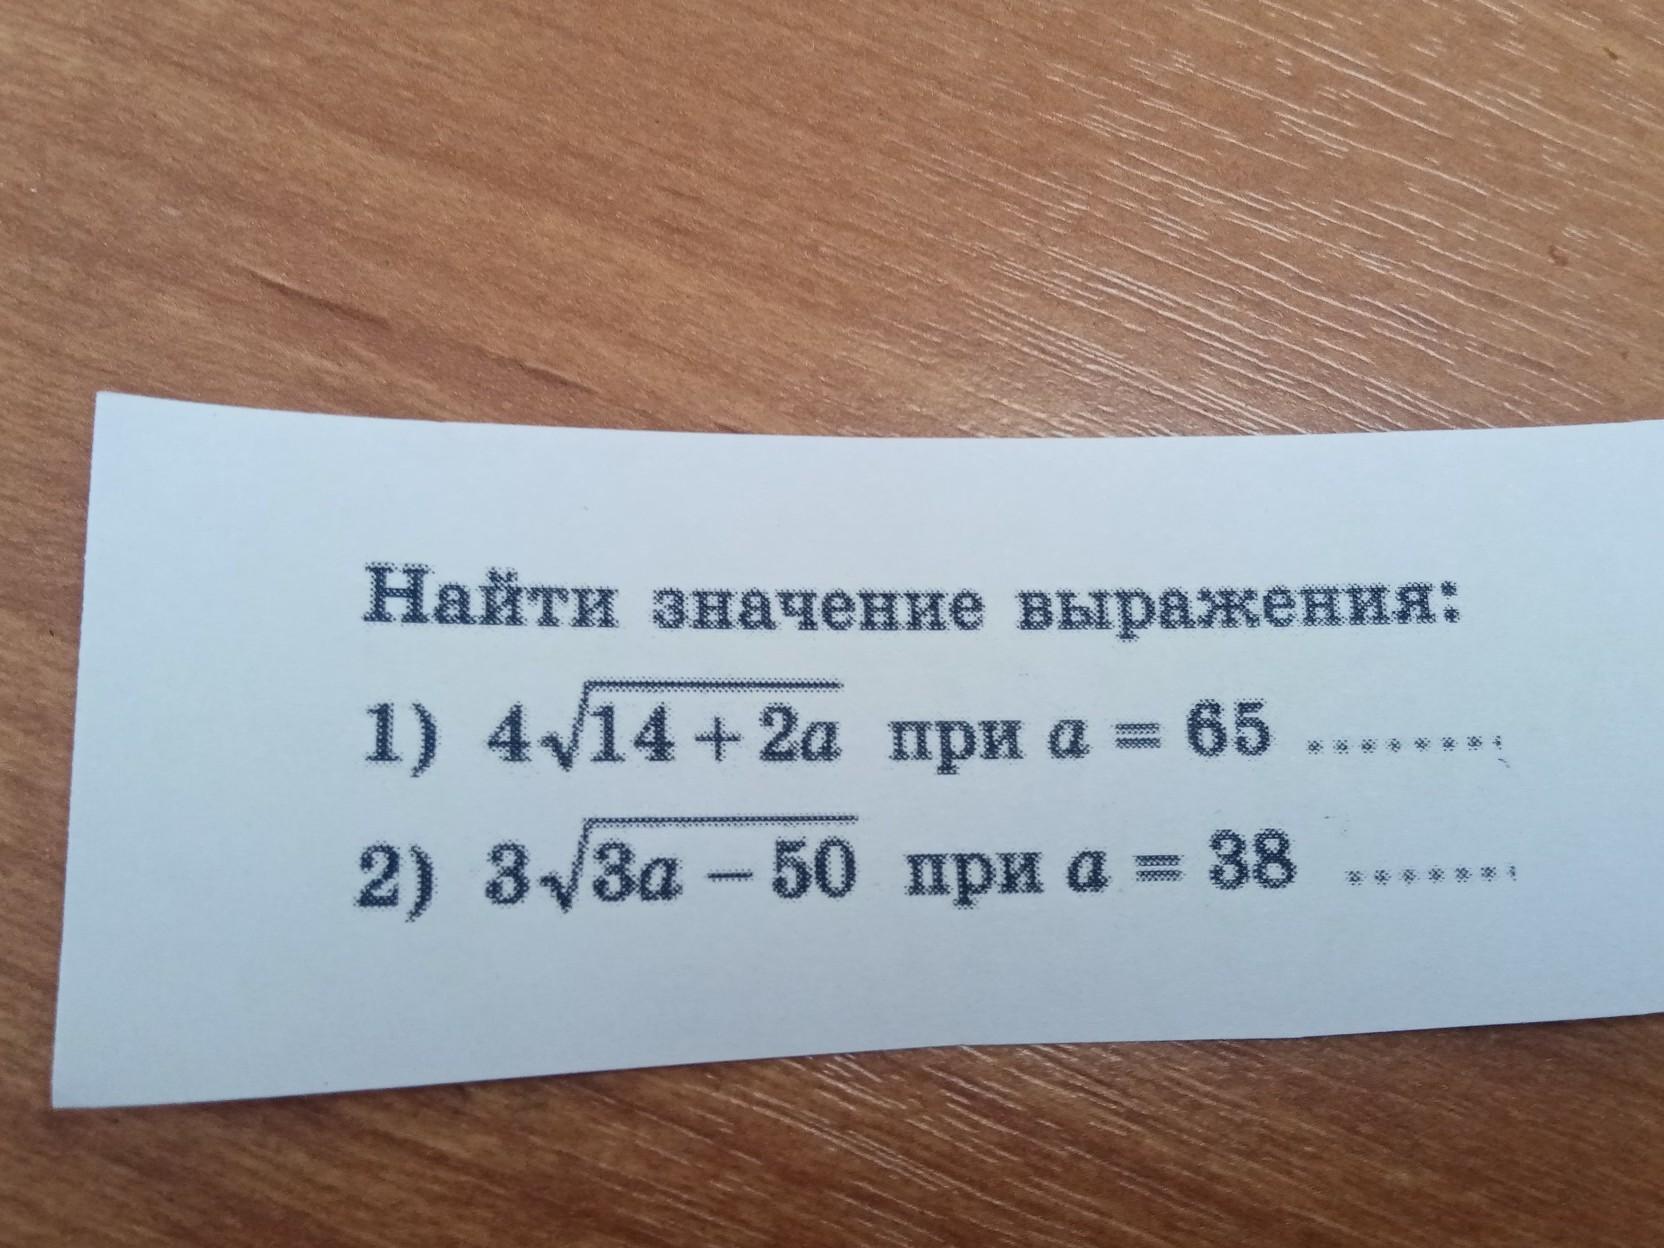 Найти значение выражения:
1) 4√14 + 2a при a = 65 ........
2) 3√3a – 50 при a = 38 .......